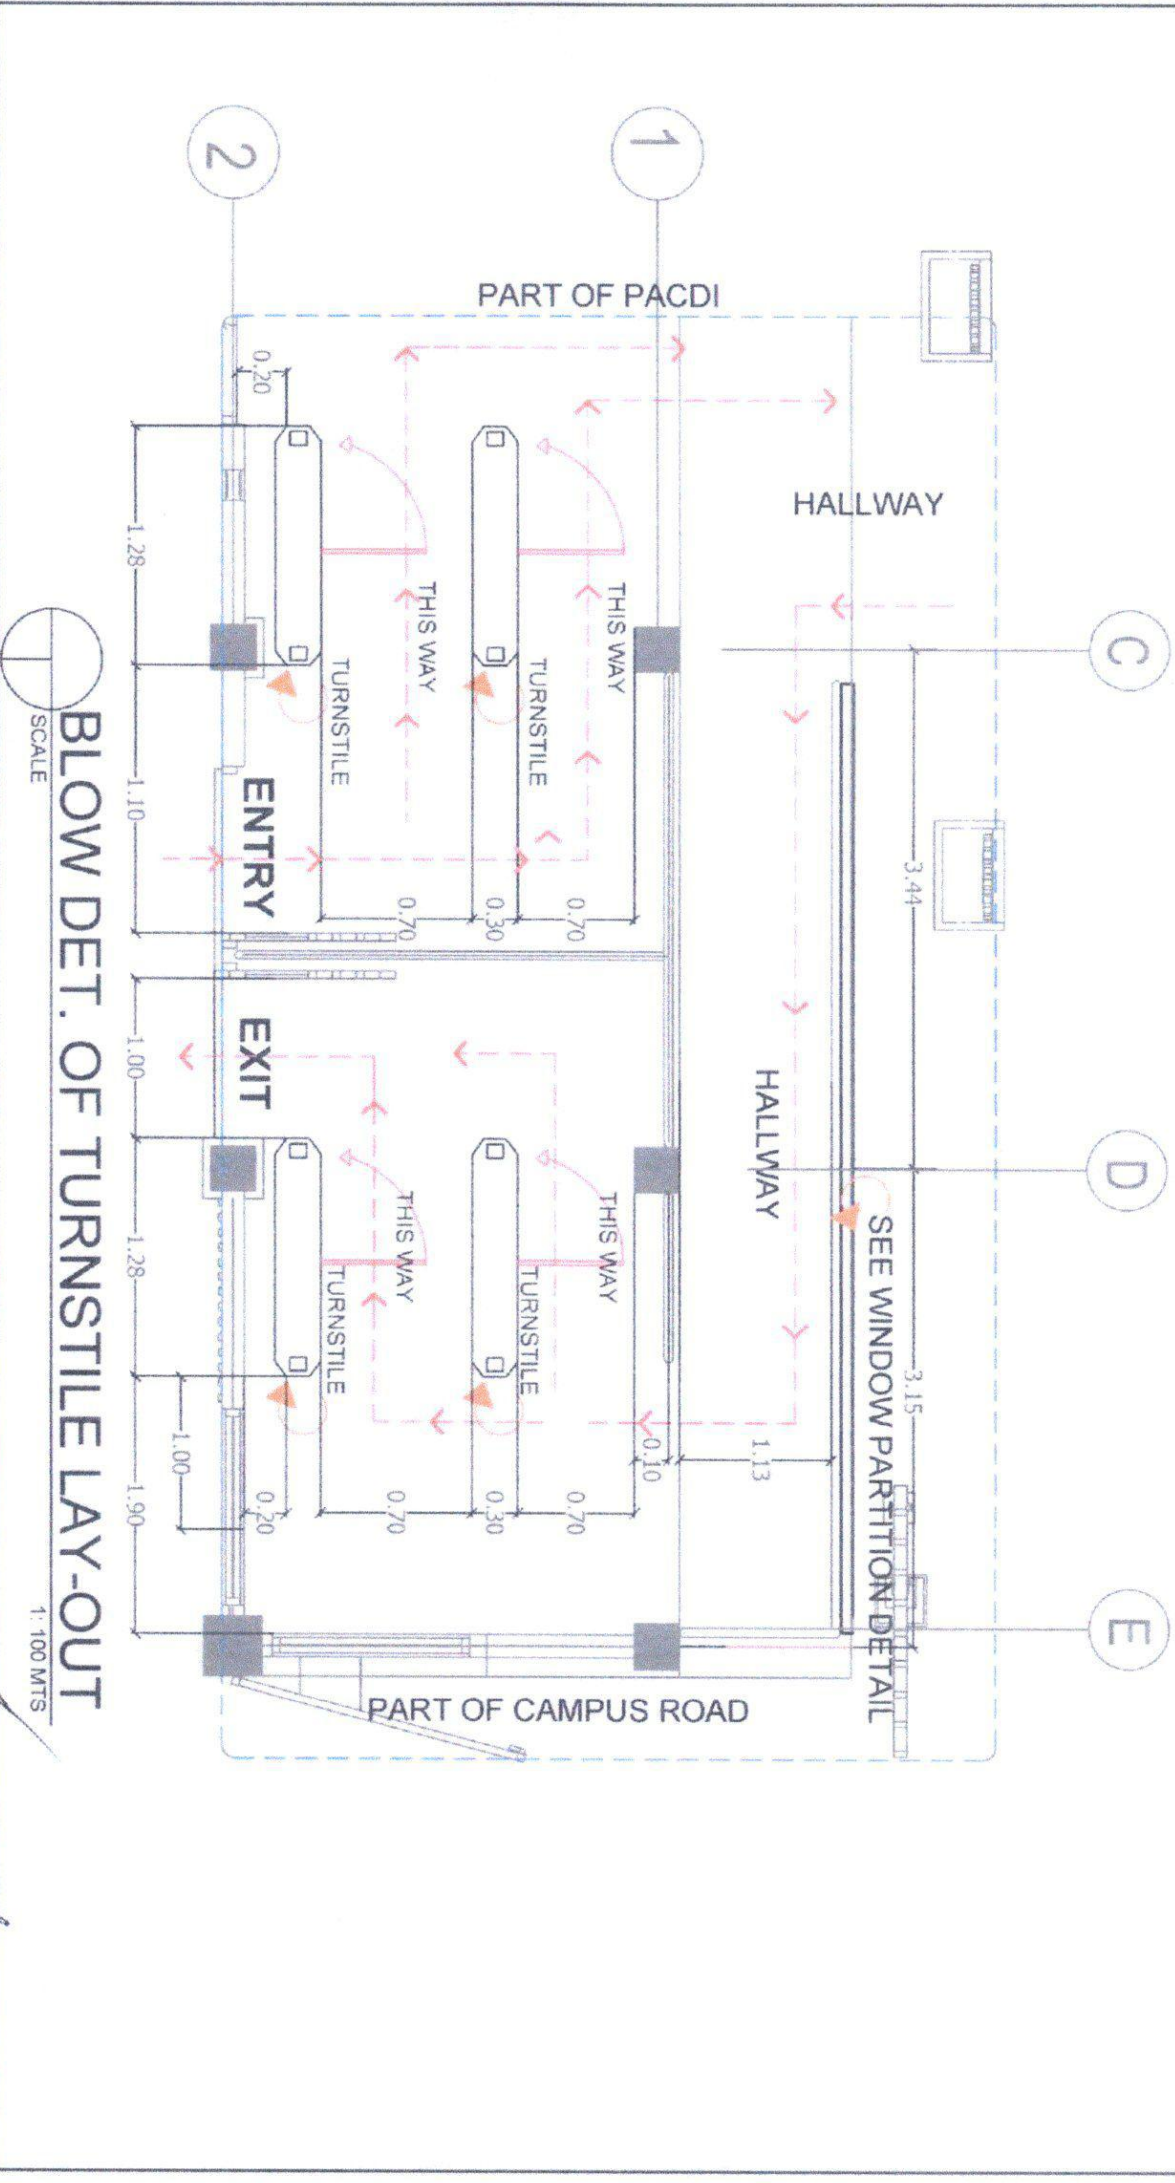 C
D
E
3.44
3.15
SEE WINDOW PARTITION DETAIL
HALLWAY
HALLWAY
1.13
0.10
1
THIS WAY
THIS WAY
0.70
0.70
TURNSTILE
TURNSTILE
0.30
0.30
THIS WAY
THIS WAY
0.70
0.70
TURNSTILE
TURNSTILE
0.20
0.20
2
ENTRY
EXIT
1.00
1.28
1.10
1.00
1.28
1.90
PART OF PACDI
PART OF CAMPUS ROAD
BLOW DET. OF TURNSTILE LAY-OUT
SCALE
1: 100 MTS